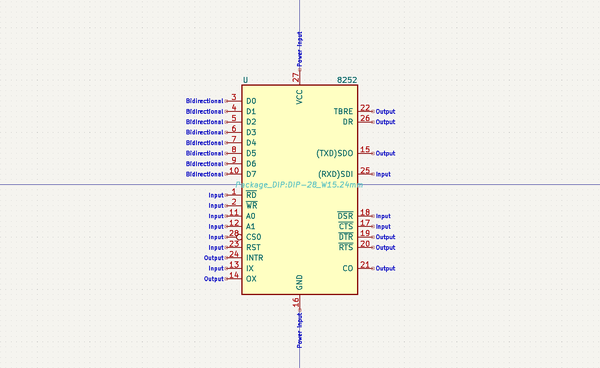 Power Input
27
U 8252
VCC
Bidirectional 3 D0
Bidirectional 4 D1 TBRE 22 Output
Bidirectional 5 D2 DR 26 Output
Bidirectional 6 D3
Bidirectional 7 D4
Bidirectional 8 D5 (TXD)SDO 15 Output
Bidirectional 9 D6
Bidirectional 10 D7 (RXD)SDI 25 Input
Package_DIP:DIP-28_W15.24mm
Input 1 RD
Input 2 WR
Input 11 A0 DSR 18 Input
Input 12 A1 CTS 17 Input
Input 28 CS0 DTR 19 Output
Input 23 RST RTS 20 Output
Output 24 INTR
Input 13 IX CO 21 Output
Output 14 OX
GND
16
Power Input